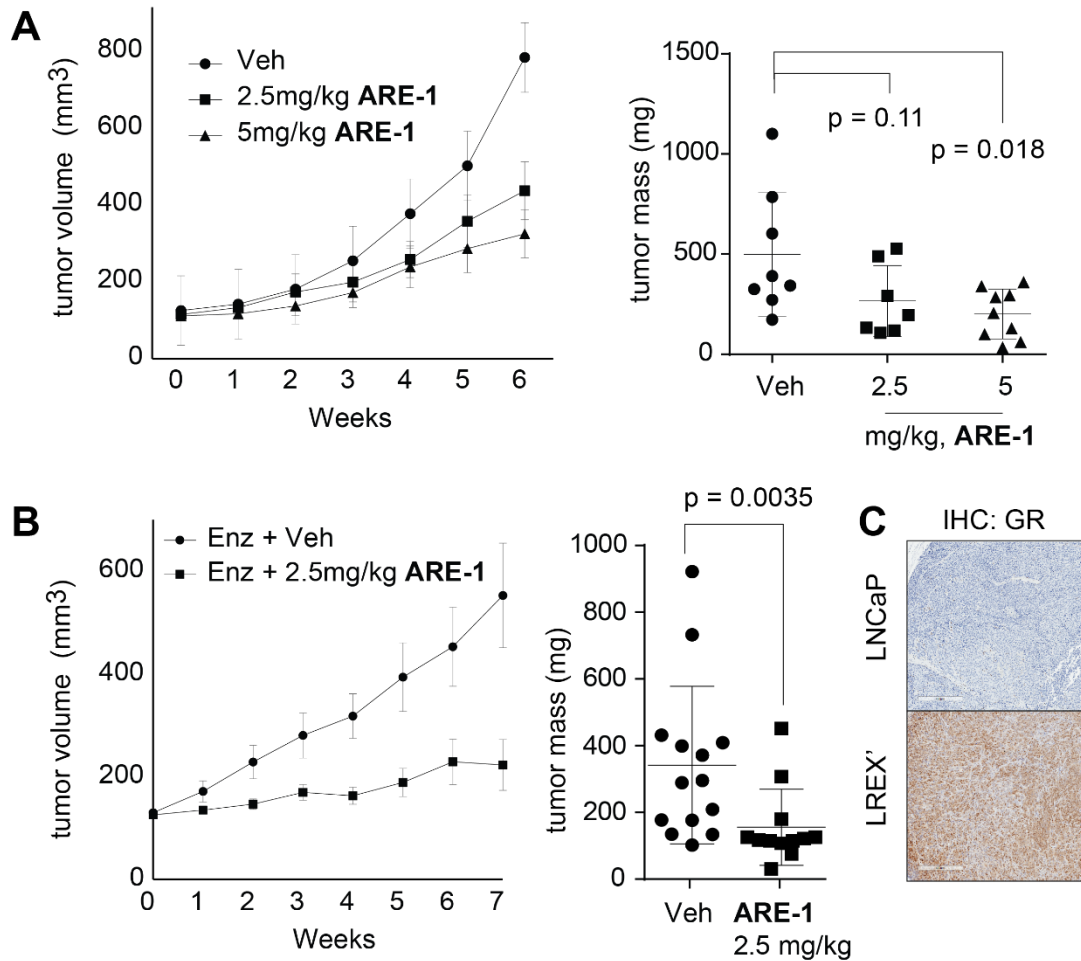 A
tumor volume (mm3)
800
600
400
200
0
0 1 2 3 4 5 6
Weeks
Veh
2.5mg/kg ARE-1
5mg/kg ARE-1
tumor mass (mg)
1500
1000
500
0
p = 0.11
p = 0.018
Veh 2.5 5
mg/kg, ARE-1
B
tumor volume (mm3)
600
400
200
0
0 1 2 3 4 5 6 7
Weeks
Enz + Veh
Enz + 2.5mg/kg ARE-1
p = 0.0035
tumor mass (mg)
1000
800
600
400
200
0
Veh ARE-1
2.5 mg/kg
C
IHC: GR
LNCaP
LREX’